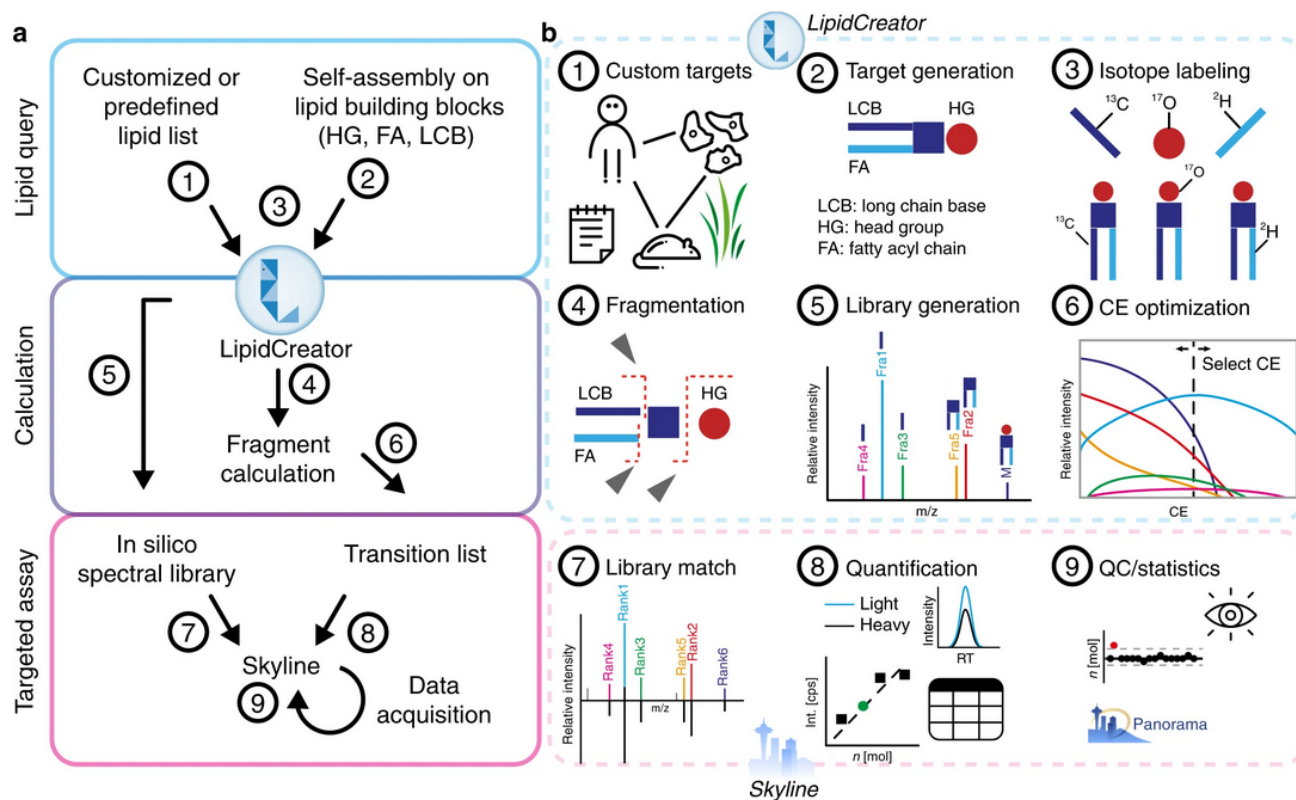 a
Lipid query
Customized or
predefined
lipid list
Self-assembly on
lipid building blocks
(HG, FA, LCB)
1
2
3
Calculation
LipidCreator
5
4
Fragment
calculation
6
Targeted assay
In silico
spectral library
Transition list
7
8
Skyline
9
Data
acquisition
b
LipidCreator
1 Custom targets
2 Target generation
LCB
HG
FA
LCB: long chain base
HG: head group
FA: fatty acyl chain
3 Isotope labeling
¹³C
¹⁷O
²H
¹⁷O
¹³C
²H
4 Fragmentation
LCB
HG
FA
5 Library generation
Relative intensity
Fra4
Fra1
Fra3
Fra5
Fra2
M
m/z
6 CE optimization
Select CE
Relative intensity
CE
7 Library match
Relative intensity
Rank4
Rank1
Rank3
Rank5
Rank2
Rank6
m/z
8 Quantification
Light
Heavy
Intensity
RT
Int. [cps]
n [mol]
9 QC/statistics
n [mol]
Panorama
Skyline